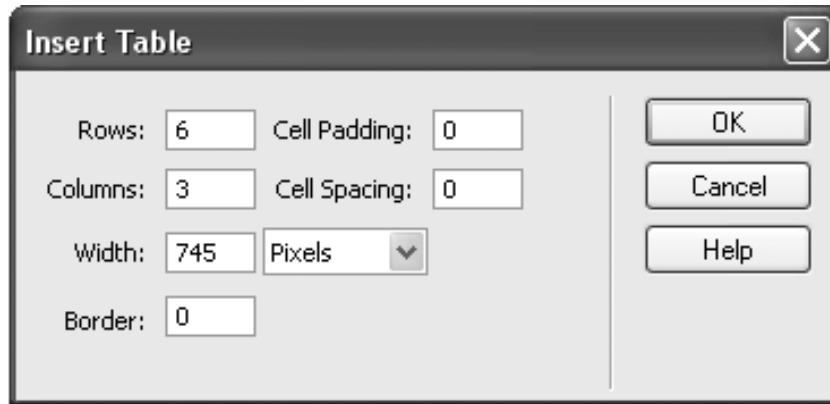 Insert Table
Rows: 6 Cell Padding: 0 OK
Columns: 3 Cell Spacing: 0 Cancel
Width: 745 Pixels Help
Border: 0